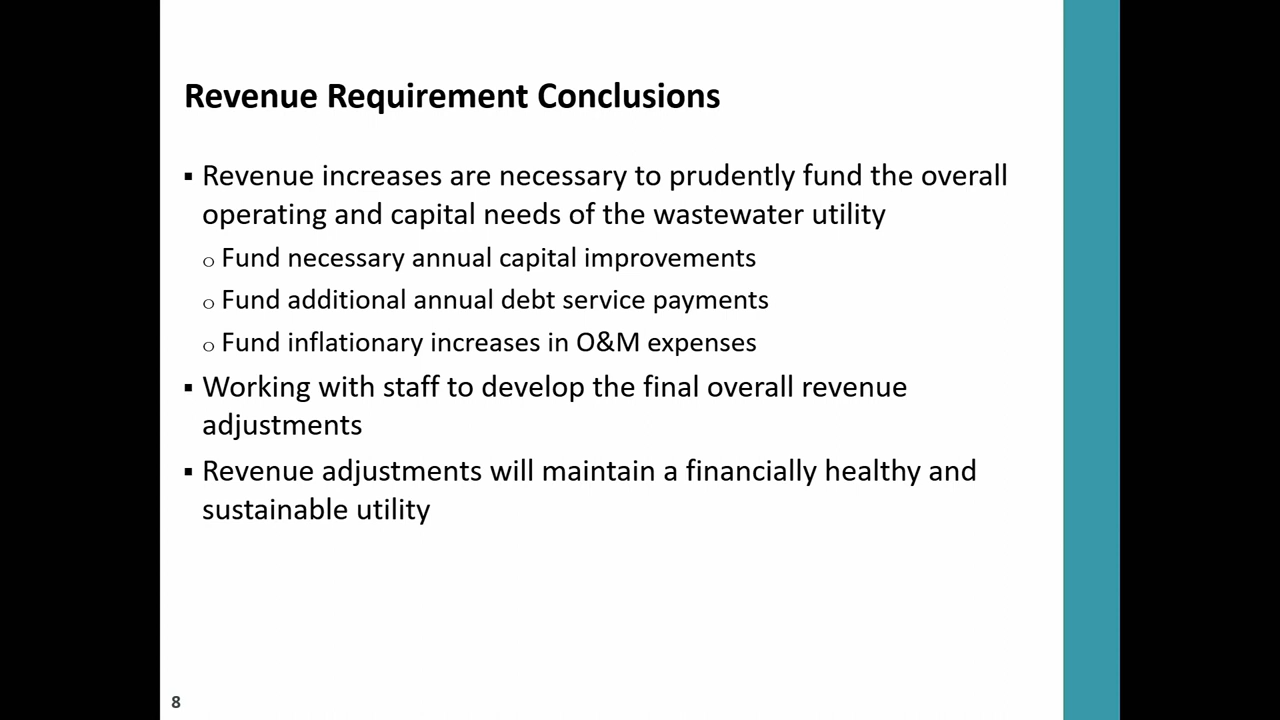 Revenue Requirement Conclusions
▪ Revenue increases are necessary to prudently fund the overall
operating and capital needs of the wastewater utility
o Fund necessary annual capital improvements
o Fund additional annual debt service payments
o Fund inflationary increases in O&M expenses
▪ Working with staff to develop the final overall revenue
adjustments
▪ Revenue adjustments will maintain a financially healthy and
sustainable utility
8